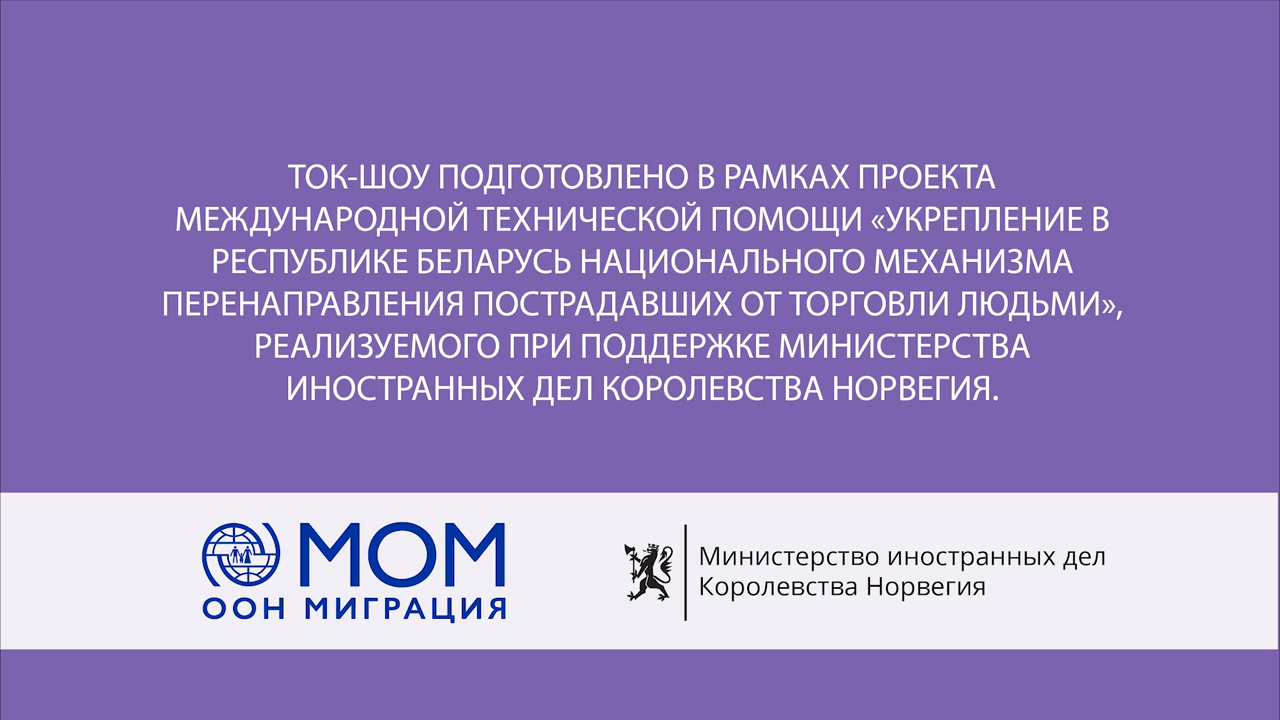 ТОК-ШОУ ПОДГОТОВЛЕНО В РАМКАХ ПРОЕКТА
МЕЖДУНАРОДНОЙ ТЕХНИЧЕСКОЙ ПОМОЩИ «УКРЕПЛЕНИЕ В
РЕСПУБЛИКЕ БЕЛАРУСЬ НАЦИОНАЛЬНОГО МЕХАНИЗМА
ПЕРЕНАПРАВЛЕНИЯ ПОСТРАДАВШИХ ОТ ТОРГОВЛИ ЛЮДЬМИ»,
РЕАЛИЗУЕМОГО ПРИ ПОДДЕРЖКЕ МИНИСТЕРСТВА
ИНОСТРАННЫХ ДЕЛ КОРОЛЕВСТВА НОРВЕГИЯ.
МОМ
ООН МИГРАЦИЯ
Министерство иностранных дел
Королевства Норвегия